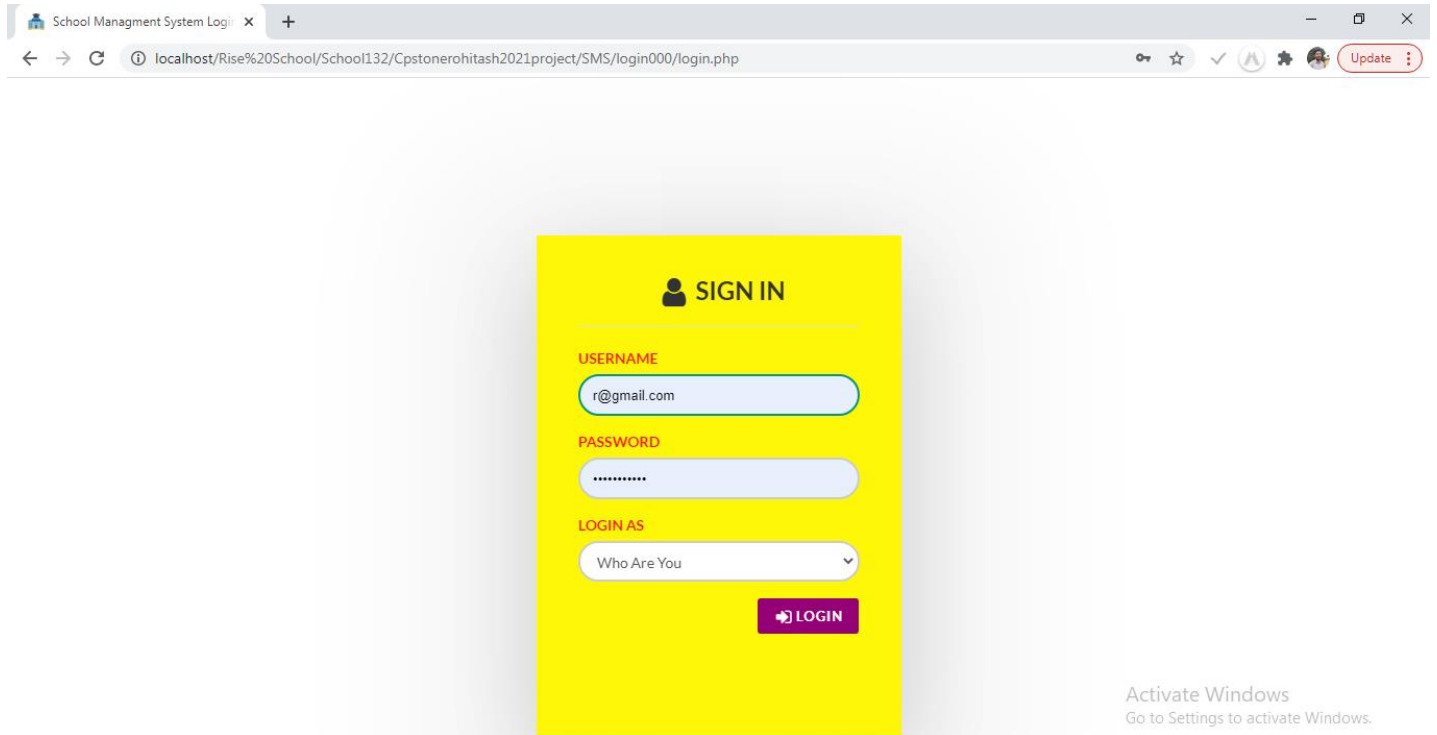 School Managment System Logi
localhost/Rise%20School/School132/Cpstonerohitash2021project/SMS/login000/login.php
Update
SIGN IN
USERNAME
r@gmail.com
PASSWORD
•••••••••••
LOGIN AS
Who Are You
LOGIN
Activate Windows
Go to Settings to activate Windows.